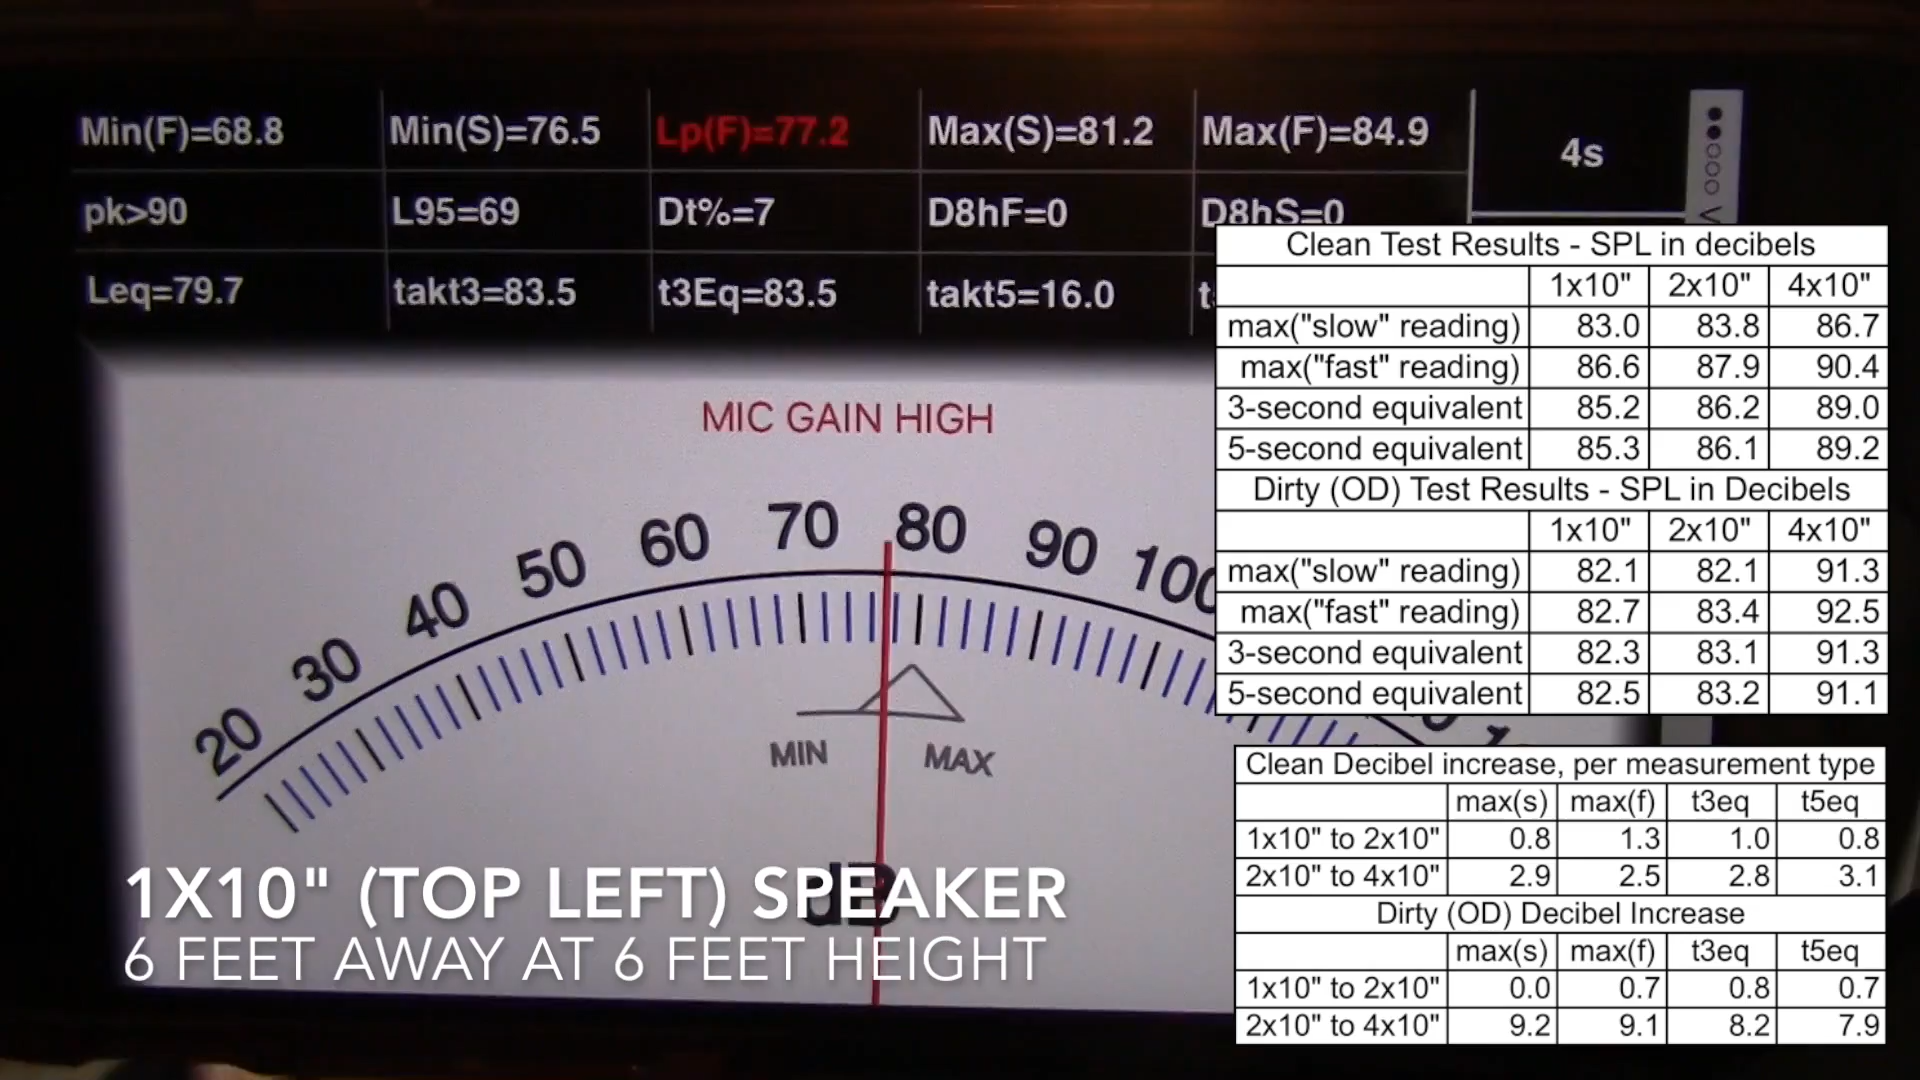 Min(F)=68.8 Min(S)=76.5 Lp(F)=77.2 Max(S)=81.2 Max(F)=84.9 4s
pk>90 L95=69 Dt%=7 D8hF=0 D8hS=0
Leq=79.7 takt3=83.5 t3Eq=83.5 takt5=16.0
MIC GAIN HIGH
20 30 40 50 60 70 80 90 100
MIN MAX
dB
1X10" (TOP LEFT) SPEAKER
6 FEET AWAY AT 6 FEET HEIGHT
Clean Test Results - SPL in decibels
1x10" 2x10" 4x10"
max("slow" reading) 83.0 83.8 86.7
max("fast" reading) 86.6 87.9 90.4
3-second equivalent 85.2 86.2 89.0
5-second equivalent 85.3 86.1 89.2
Dirty (OD) Test Results - SPL in Decibels
1x10" 2x10" 4x10"
max("slow" reading) 82.1 82.1 91.3
max("fast" reading) 82.7 83.4 92.5
3-second equivalent 82.3 83.1 91.3
5-second equivalent 82.5 83.2 91.1
Clean Decibel increase, per measurement type
max(s) max(f) t3eq t5eq
1x10" to 2x10" 0.8 1.3 1.0 0.8
2x10" to 4x10" 2.9 2.5 2.8 3.1
Dirty (OD) Decibel Increase
max(s) max(f) t3eq t5eq
1x10" to 2x10" 0.0 0.7 0.8 0.7
2x10" to 4x10" 9.2 9.1 8.2 7.9